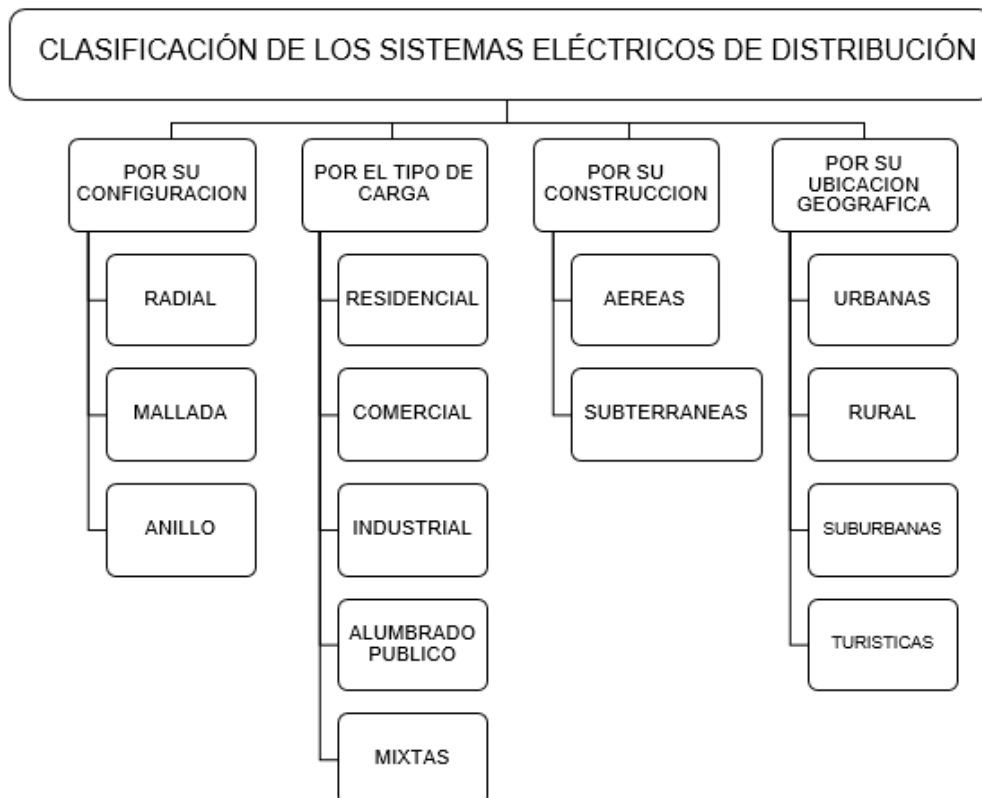 CLASIFICACIÓN DE LOS SISTEMAS ELÉCTRICOS DE DISTRIBUCIÓN
POR SU
CONFIGURACION
RADIAL
MALLADA
ANILLO
POR EL TIPO DE
CARGA
RESIDENCIAL
COMERCIAL
INDUSTRIAL
ALUMBRADO
PUBLICO
MIXTAS
POR SU
CONSTRUCCION
AEREAS
SUBTERRANEAS
POR SU
UBICACION
GEOGRAFICA
URBANAS
RURAL
SUBURBANAS
TURISTICAS